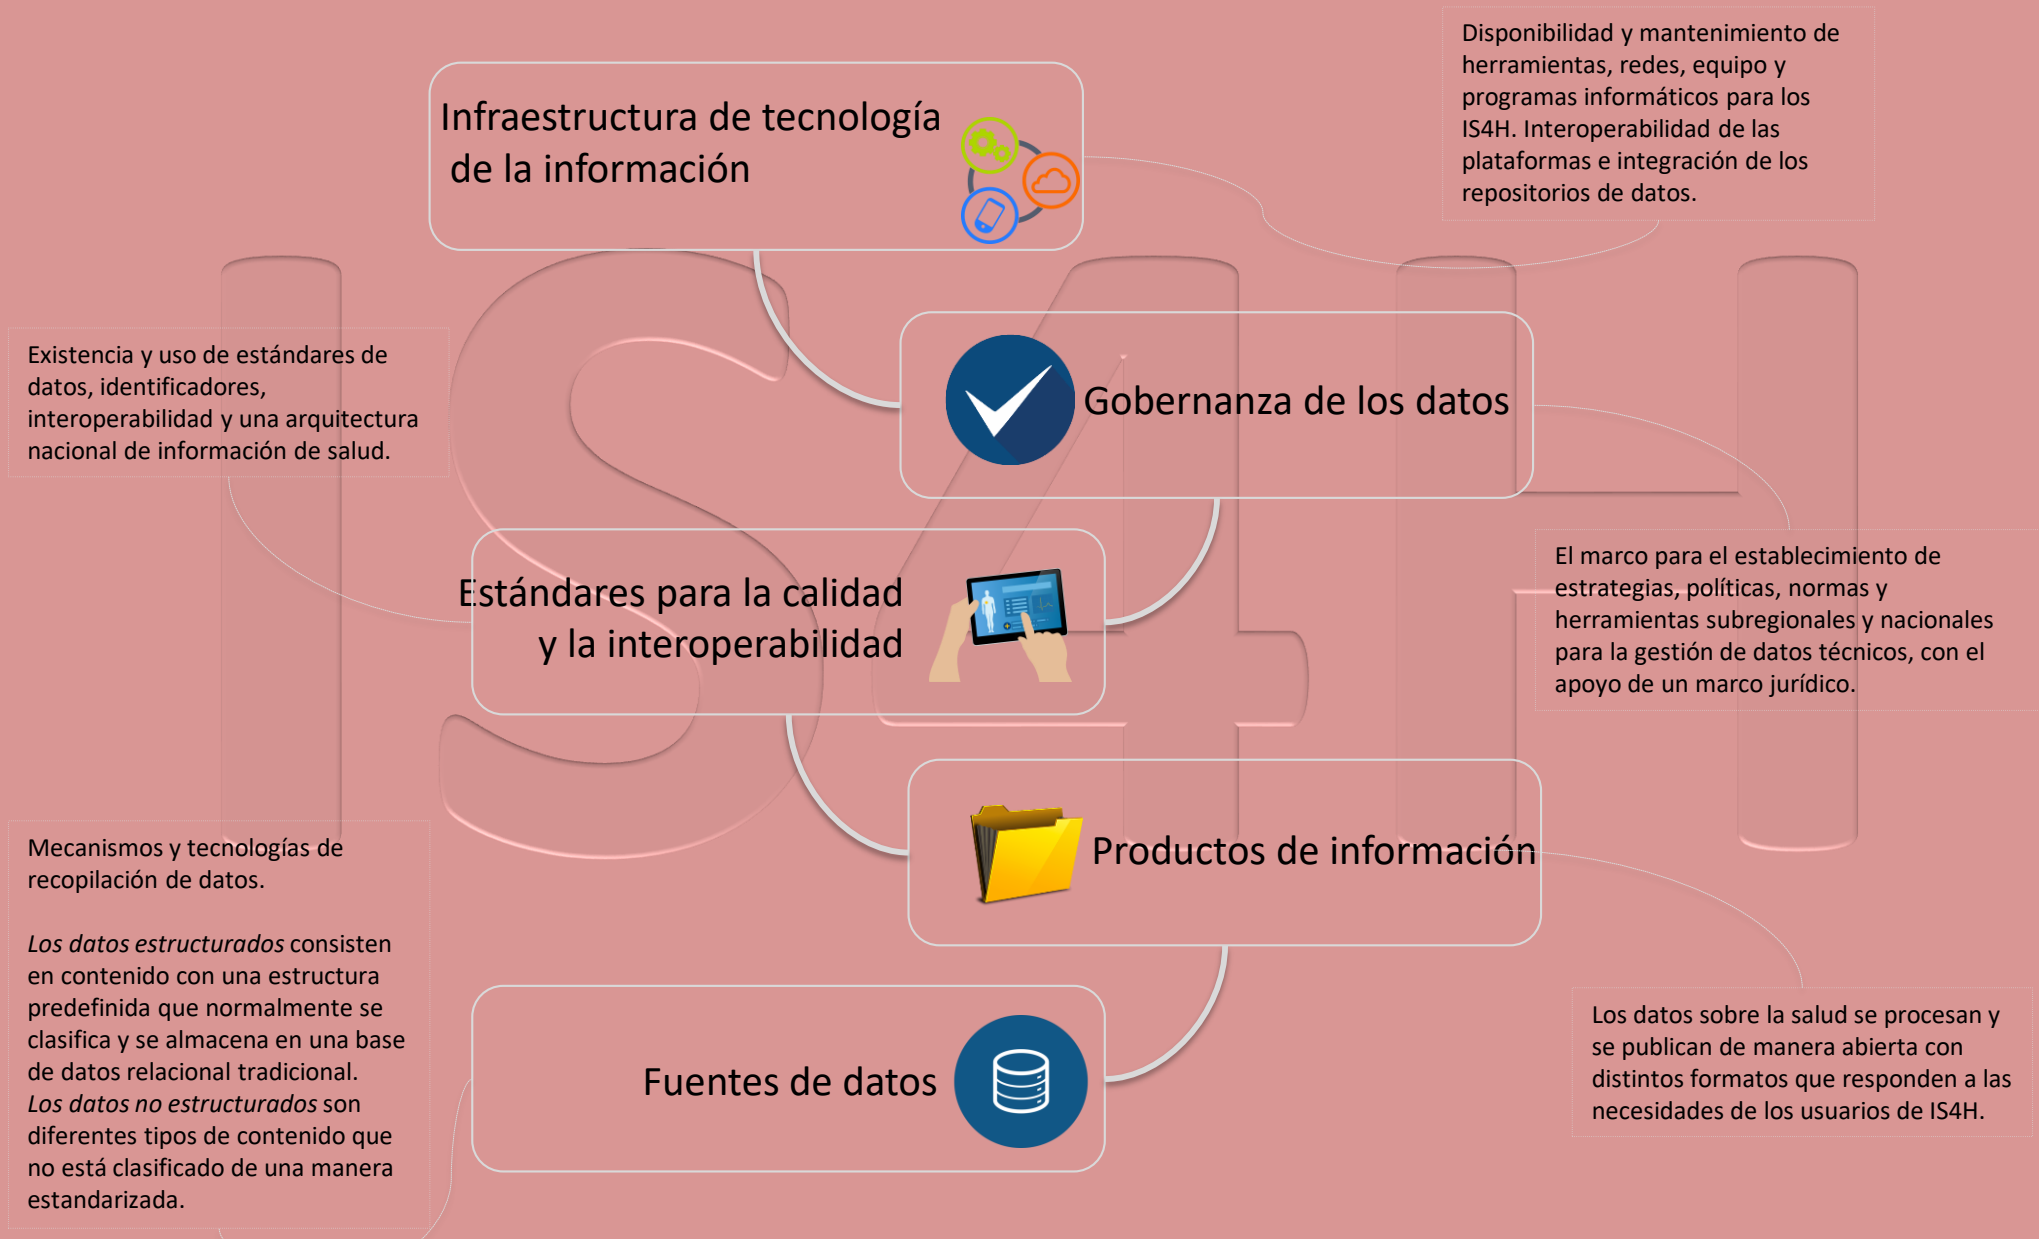 Disponibilidad y mantenimiento de
herramientas, redes, equipo y
programas informáticos para los
IS4H. Interoperabilidad de las
plataformas e integración de los
repositorios de datos.
Infraestructura de tecnología
de la información
Existencia y uso de estándares de
datos, identificadores,
interoperabilidad y una arquitectura
nacional de información de salud.
Gobernanza de los datos
Estándares para la calidad
y la interoperabilidad
El marco para el establecimiento de
estrategias, políticas, normas y
herramientas subregionales y nacionales
para la gestión de datos técnicos, con el
apoyo de un marco jurídico.
IS4H
Productos de información
Mecanismos y tecnologías de
recopilación de datos.
Los datos estructurados consisten
en contenido con una estructura
predefinida que normalmente se
clasifica y se almacena en una base
de datos relacional tradicional.
Los datos no estructurados son
diferentes tipos de contenido que
no está clasificado de una manera
estandarizada.
Fuentes de datos
Los datos sobre la salud se procesan y
se publican de manera abierta con
distintos formatos que responden a las
necesidades de los usuarios de IS4H.